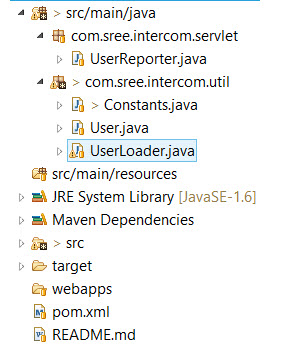 > src/main/java
com.sree.intercom.servlet
UserReporter.java
> com.sree.intercom.util
> Constants.java
User.java
UserLoader.java
src/main/resources
JRE System Library [JavaSE-1.6]
Maven Dependencies
> src
target
webapps
pom.xml
README.md